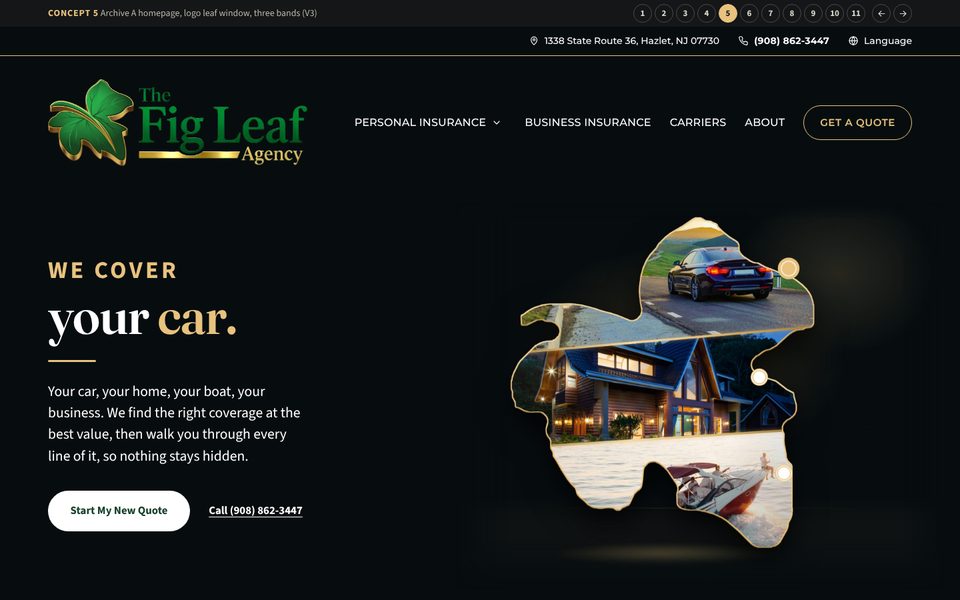 CONCEPT 5 Archive A homepage, logo leaf window, three bands (V3)
1 2 3 4 5 6 7 8 9 10 11 ← →
1338 State Route 36, Hazlet, NJ 07730 (908) 862-3447 Language
The
Fig Leaf
Agency
PERSONAL INSURANCE BUSINESS INSURANCE CARRIERS ABOUT GET A QUOTE
WE COVER
your car.
Your car, your home, your boat, your
business. We find the right coverage at the
best value, then walk you through every
line of it, so nothing stays hidden.
Start My New Quote Call (908) 862-3447